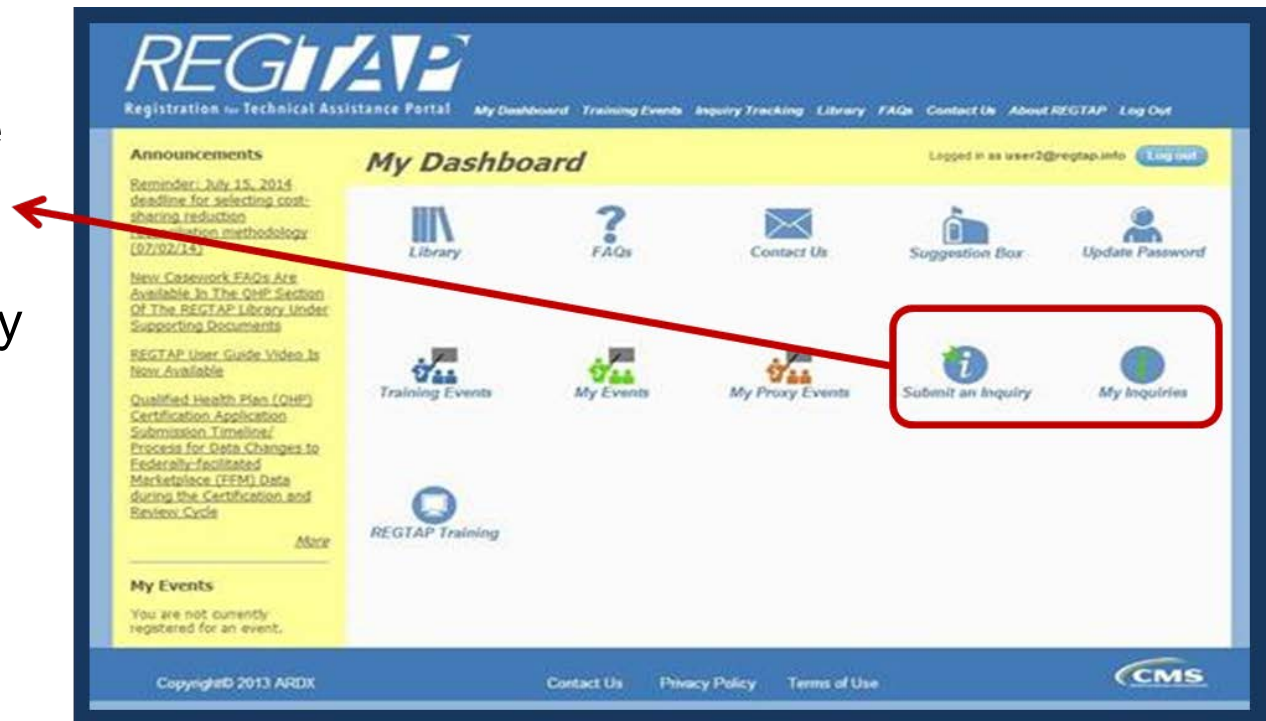 y
REGTAP
Registration for Technical Assistance Portal
My Dashboard Training Events Inquiry Tracking Library FAQs Contact Us About REGTAP Log Out
Announcements
Reminder: July 15, 2014
deadline for selecting cost-
sharing reduction
reconciliation methodology
(07/02/14)
New Casework FAQs Are
Available In The QHP Section
Of The REGTAP Library Under
Supporting Documents
REGTAP User Guide Video Is
Now Available
Qualified Health Plan (QHP)
Certification Application
Submission Timeline/
Process for Data Changes to
Federally-facilitated
Marketplace (FFM) Data
during the Certification and
Review Cycle
More
My Events
You are not currently
registered for an event.
My Dashboard
Logged in as user2@regtap.info Log out
Library FAQs Contact Us Suggestion Box Update Password
Training Events My Events My Proxy Events Submit an Inquiry My Inquiries
REGTAP Training
Copyright© 2013 ARDX Contact Us Privacy Policy Terms of Use CMS